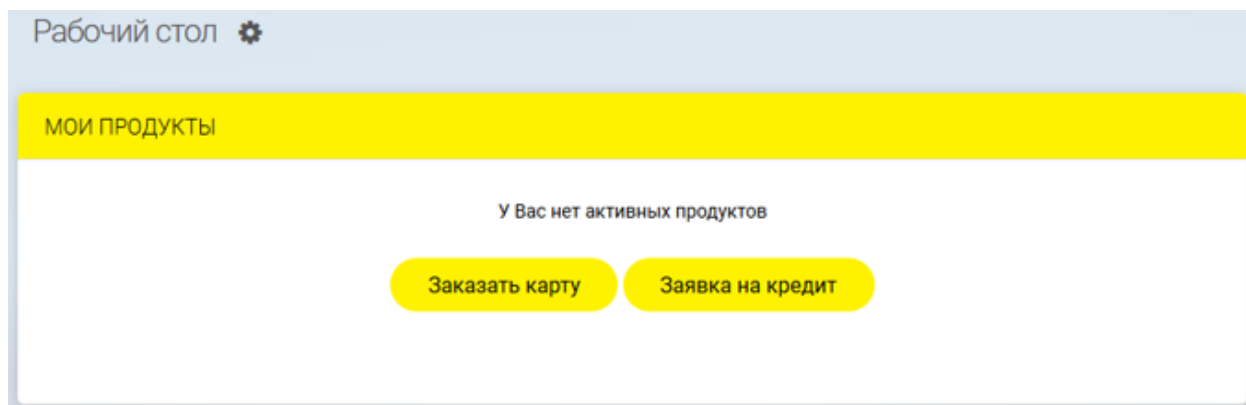 Рабочий стол
МОИ ПРОДУКТЫ
У Вас нет активных продуктов
Заказать карту Заявка на кредит